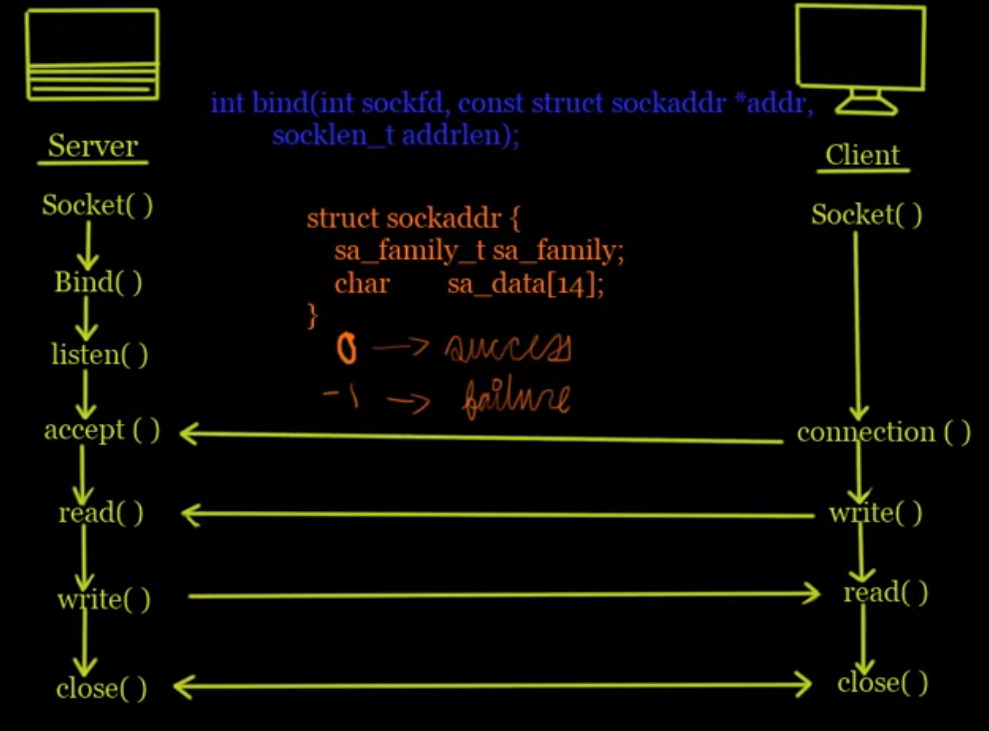 int bind(int sockfd, const struct sockaddr *addr,
socklen_t addrlen);
Server
Client
Socket( )
Socket( )
struct sockaddr {
sa_family_t sa_family;
char sa_data[14];
}
Bind( )
listen( )
0 → success
-1 → failure
accept ( )
connection ( )
read( )
write( )
write( )
read( )
close( )
close( )